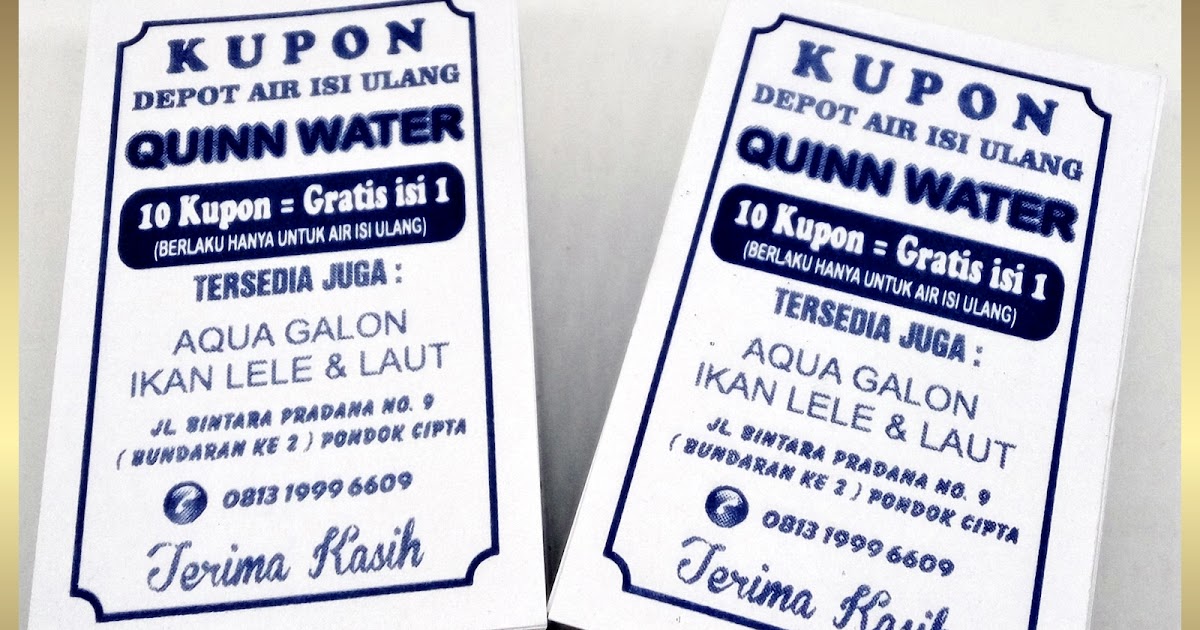 KUPON
DEPOT AIR ISI ULANG
QUINN WATER
10 Kupon = Gratis isi 1
(BERLAKU HANYA UNTUK AIR ISI ULANG)
TERSEDIA JUGA :
AQUA GALON
IKAN LELE & LAUT
JL BINTARA PRADANA NO. 9
( BUNDARAN KE 2 ) PONDOK CIPTA
0813 1999 6609
Terima Kasih
KUPON
DEPOT AIR ISI ULANG
QUINN WATER
10 Kupon = Gratis isi 1
(BERLAKU HANYA UNTUK AIR ISI ULANG)
TERSEDIA JUGA :
AQUA GALON
IKAN LELE & LAUT
JL BINTARA PRADANA NO. 9
( BUNDARAN KE 2 ) PONDOK CIPTA
0813 1999 6609
Terima Kasih